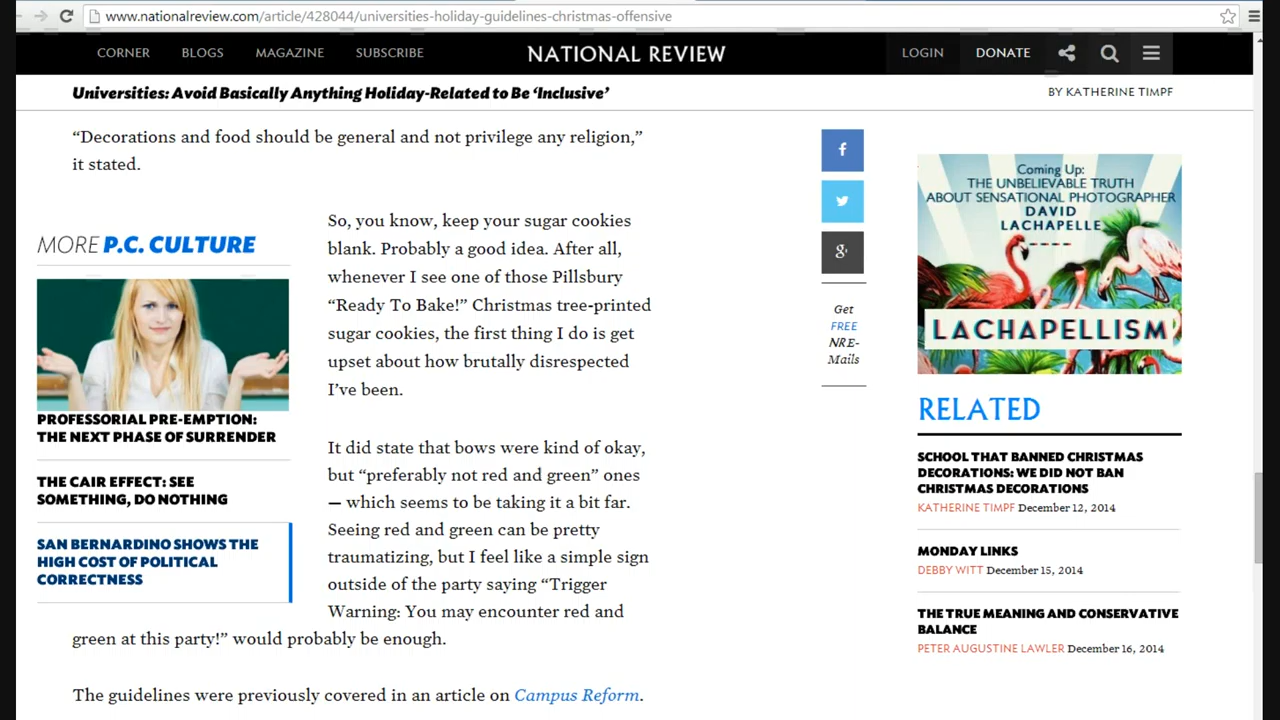 www.nationalreview.com/article/428044/universities-holiday-guidelines-christmas-offensive
CORNER BLOGS MAGAZINE SUBSCRIBE NATIONAL REVIEW LOGIN DONATE
Universities: Avoid Basically Anything Holiday-Related to Be ‘Inclusive’
BY KATHERINE TIMPF
“Decorations and food should be general and not privilege any religion,”
it stated.
MORE P.C. CULTURE
PROFESSORIAL PRE-EMPTION:
THE NEXT PHASE OF SURRENDER
THE CAIR EFFECT: SEE
SOMETHING, DO NOTHING
SAN BERNARDINO SHOWS THE
HIGH COST OF POLITICAL
CORRECTNESS
So, you know, keep your sugar cookies
blank. Probably a good idea. After all,
whenever I see one of those Pillsbury
“Ready To Bake!” Christmas tree-printed
sugar cookies, the first thing I do is get
upset about how brutally disrespected
I’ve been.
It did state that bows were kind of okay,
but “preferably not red and green” ones
— which seems to be taking it a bit far.
Seeing red and green can be pretty
traumatizing, but I feel like a simple sign
outside of the party saying “Trigger
Warning: You may encounter red and
green at this party!” would probably be enough.
The guidelines were previously covered in an article on Campus Reform.
f
g+
Get
FREE
NRE-
Mails
Coming Up:
THE UNBELIEVABLE TRUTH
ABOUT SENSATIONAL PHOTOGRAPHER
DAVID
LACHAPELLE
LACHAPELLISM
RELATED
SCHOOL THAT BANNED CHRISTMAS
DECORATIONS: WE DID NOT BAN
CHRISTMAS DECORATIONS
KATHERINE TIMPF December 12, 2014
MONDAY LINKS
DEBBY WITT December 15, 2014
THE TRUE MEANING AND CONSERVATIVE
BALANCE
PETER AUGUSTINE LAWLER December 16, 2014